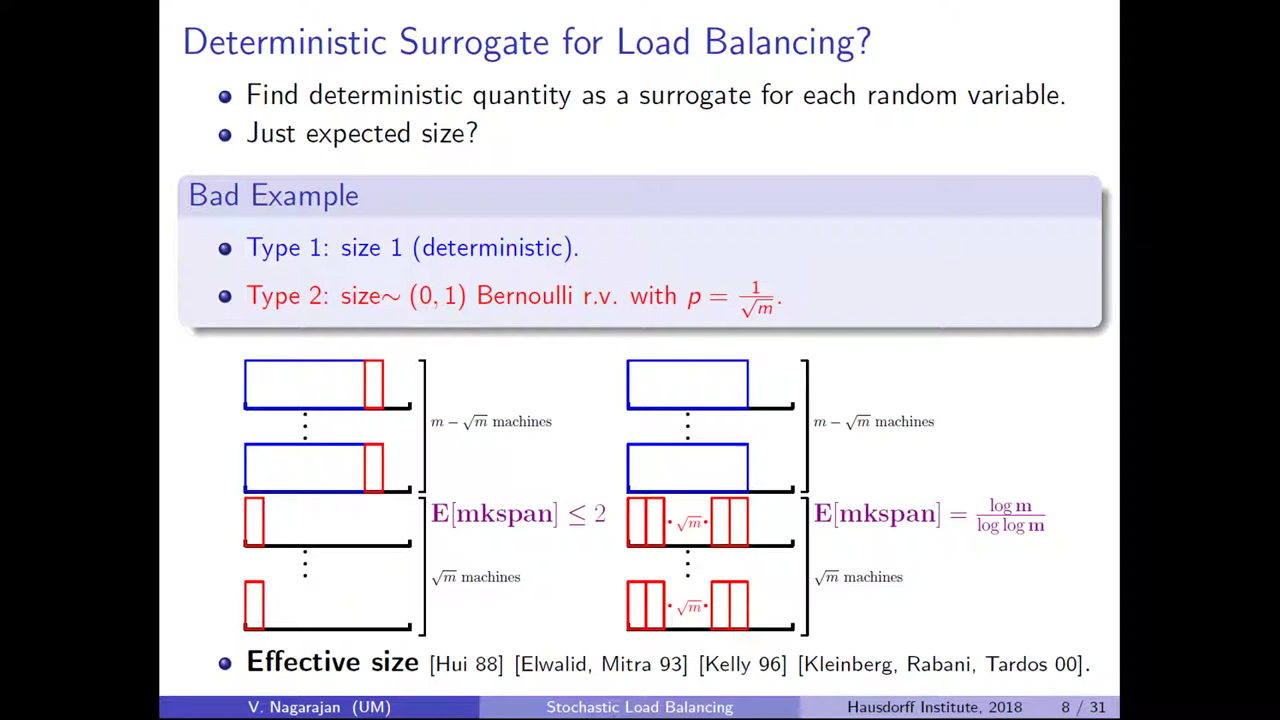 Deterministic Surrogate for Load Balancing?
Find deterministic quantity as a surrogate for each random variable.
Just expected size?
Bad Example
Type 1: size 1 (deterministic).
Type 2: size∼ (0, 1) Bernoulli r.v. with p = 1/√m.
m − √m machines
E[mkspan] ≤ 2
√m machines
m − √m machines
· √m ·
E[mkspan] = log m / log log m
· √m ·
√m machines
Effective size [Hui 88] [Elwalid, Mitra 93] [Kelly 96] [Kleinberg, Rabani, Tardos 00].
V. Nagarajan (UM) Stochastic Load Balancing Hausdorff Institute, 2018 8 / 31